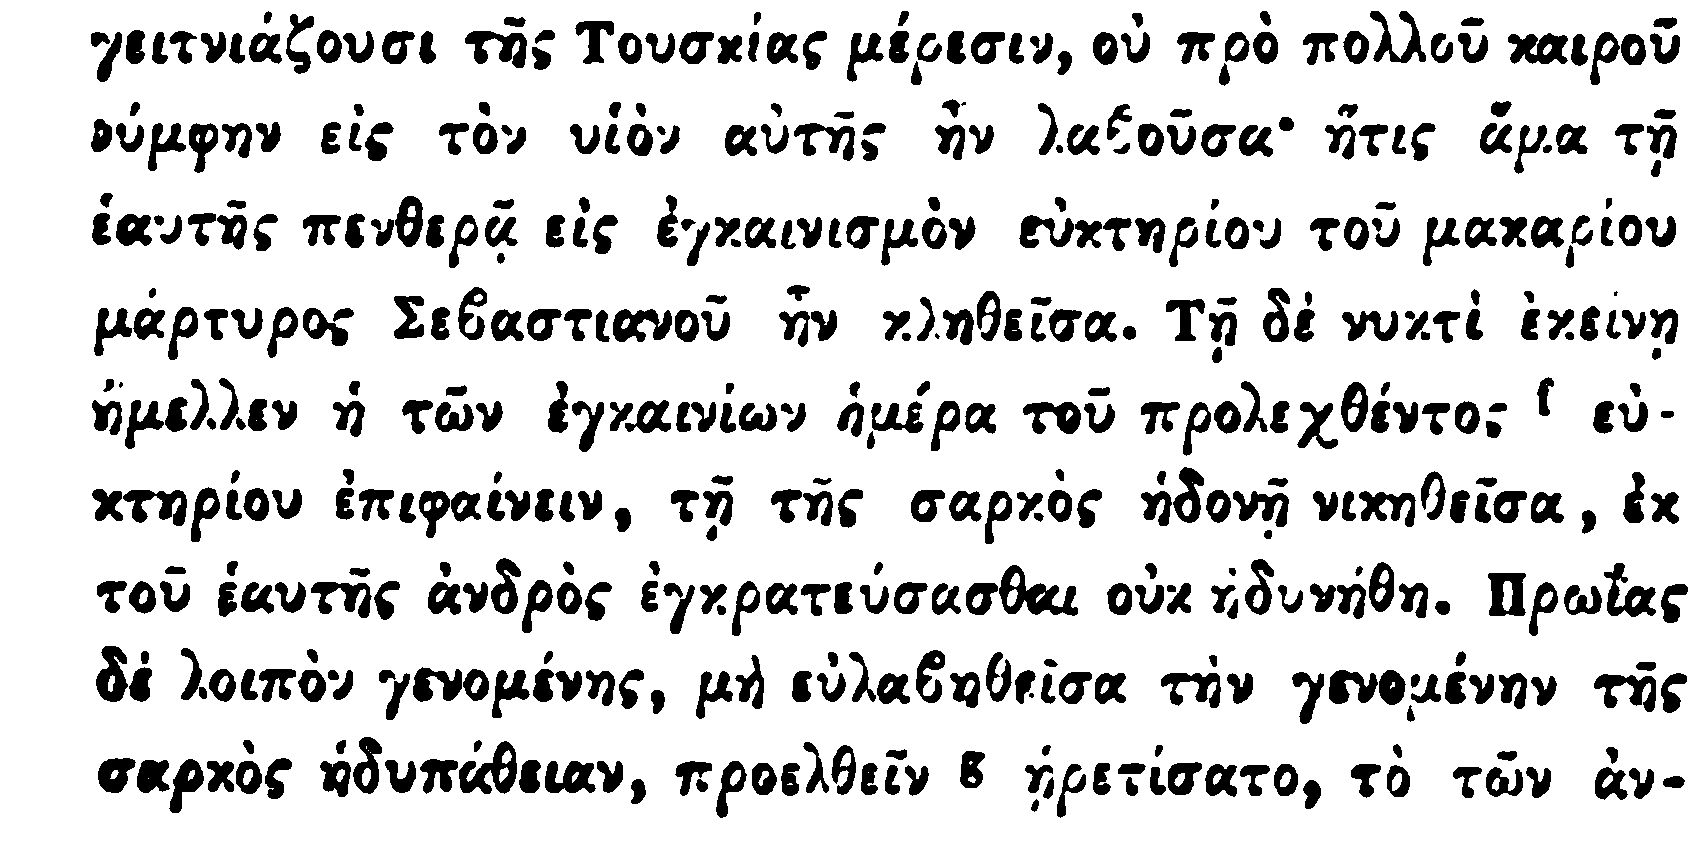 γειτνιάζουσι τῆς Τουσκίας μέρεσιν, οὐ πρὸ πολλοῦ καιροῦ
νύμφην εἰς τὸν υἱὸν αὐτῆς ἦν λαϐοῦσα· ἥτις ἅμα τῇ
ἑαυτῆς πενθερᾷ εἰς ἐγκαινισμὸν εὐκτηρίου τοῦ μακαρίου
μάρτυρος Σεϐαστιανοῦ ἦν κληθεῖσα. Τῇ δὲ νυκτὶ ἐκείνῃ
ἤμελλεν ἡ τῶν ἐγκαινίων ἡμέρα τοῦ προλεχθέντος f εὐ-
κτηρίου ἐπιφαίνειν, τῇ τῆς σαρκὸς ἡδονῇ νικηθεῖσα, ἐκ
τοῦ ἑαυτῆς ἀνδρὸς ἐγκρατεύσασθαι οὐκ ἠδυνήθη. Πρωΐας
δὲ λοιπὸν γενομένης, μὴ εὐλαϐηθεῖσα τὴν γενομένην τῆς
σαρκὸς ἡδυπάθειαν, προελθεῖν g ᾑρετίσατο, τὸ τῶν ἀν-